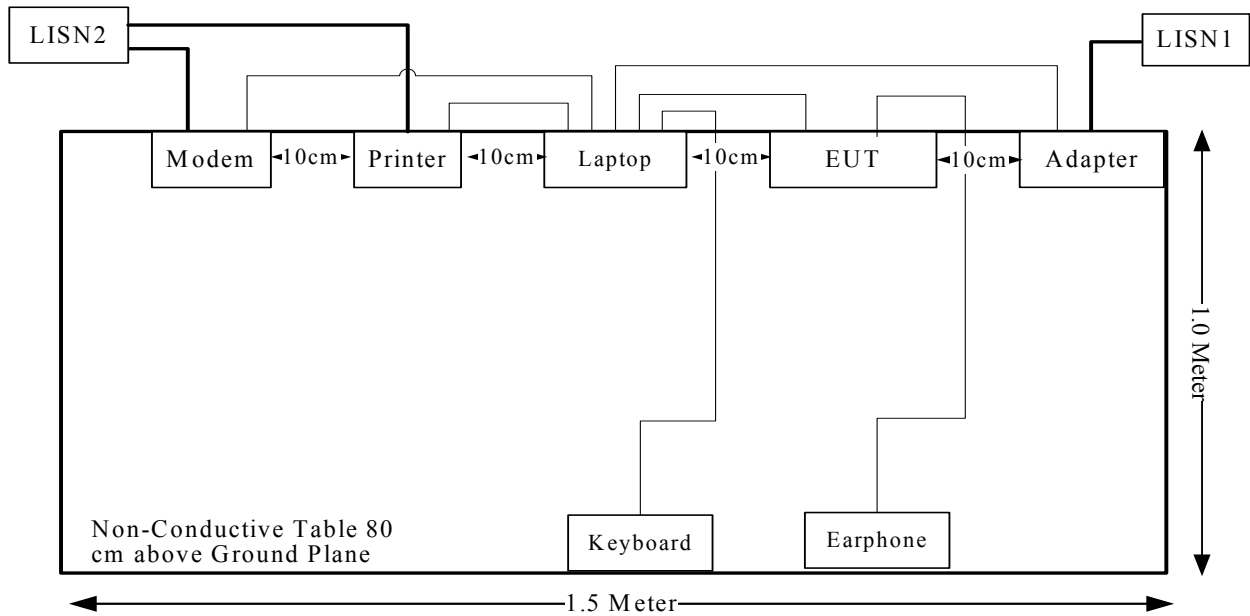 LISN2
LISN1
Modem
10cm
Printer
10cm
Laptop
10cm
EUT
10cm
Adapter
1.0 Meter
Non-Conductive Table 80
cm above Ground Plane
Keyboard
Earphone
1.5 Meter